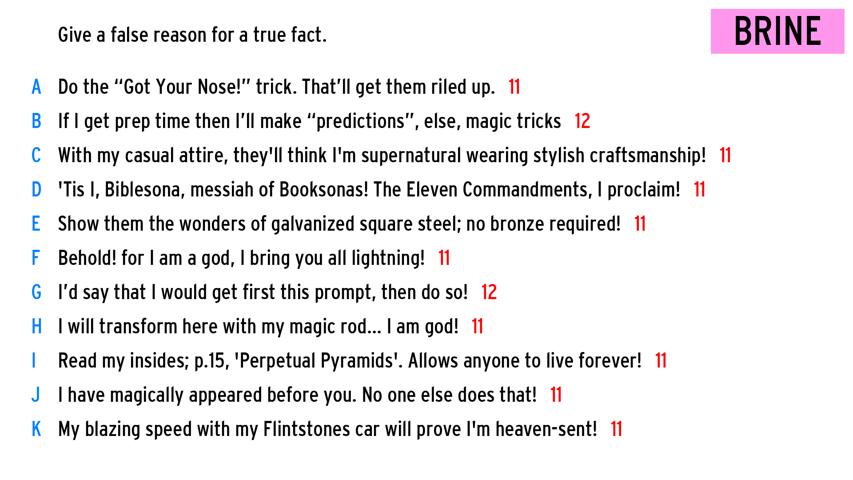 Give a false reason for a true fact.
BRINE
A Do the “Got Your Nose!” trick. That’ll get them riled up. 11
B If I get prep time then I’ll make “predictions”, else, magic tricks 12
C With my casual attire, they'll think I'm supernatural wearing stylish craftsmanship! 11
D 'Tis I, Biblesona, messiah of Booksonas! The Eleven Commandments, I proclaim! 11
E Show them the wonders of galvanized square steel; no bronze required! 11
F Behold! for I am a god, I bring you all lightning! 11
G I’d say that I would get first this prompt, then do so! 12
H I will transform here with my magic rod... I am god! 11
I Read my insides; p.15, 'Perpetual Pyramids'. Allows anyone to live forever! 11
J I have magically appeared before you. No one else does that! 11
K My blazing speed with my Flintstones car will prove I'm heaven-sent! 11